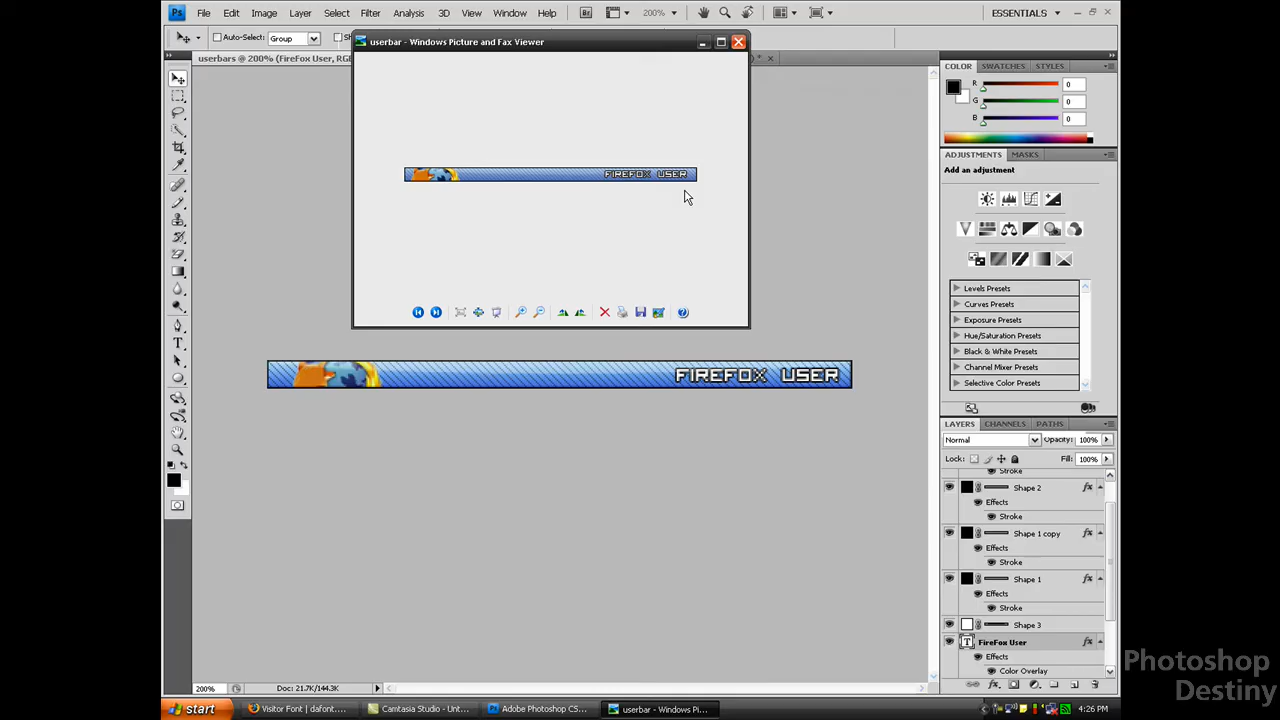 Ps File Edit Image Layer Select Filter Analysis 3D View Window Help Br 200% ESSENTIALS
Auto-Select: Group
userbar - Windows Picture and Fax Viewer
userbars @ 200% (FireFox User, RG
COLOR SWATCHES STYLES
R 0
G 0
B 0
FIREFOX USER
ADJUSTMENTS MASKS
Add an adjustment
Levels Presets
Curves Presets
Exposure Presets
Hue/Saturation Presets
Black & White Presets
Channel Mixer Presets
Selective Color Presets
FIREFOX USER
LAYERS CHANNELS PATHS
Normal Opacity: 100%
Lock: Fill: 100%
Stroke
Shape 2 fx
Effects
Stroke
Shape 1 copy fx
Effects
Stroke
Shape 1 fx
Effects
Stroke
Shape 3
T FireFox User fx
Effects
Color Overlay
200% Doc: 21.7K/144.3K
Photoshop
Destiny
start Visitor Font / dafont.... Camtasia Studio - Unt... Adobe Photoshop CS... userbar - Windows Pi... 4:26 PM